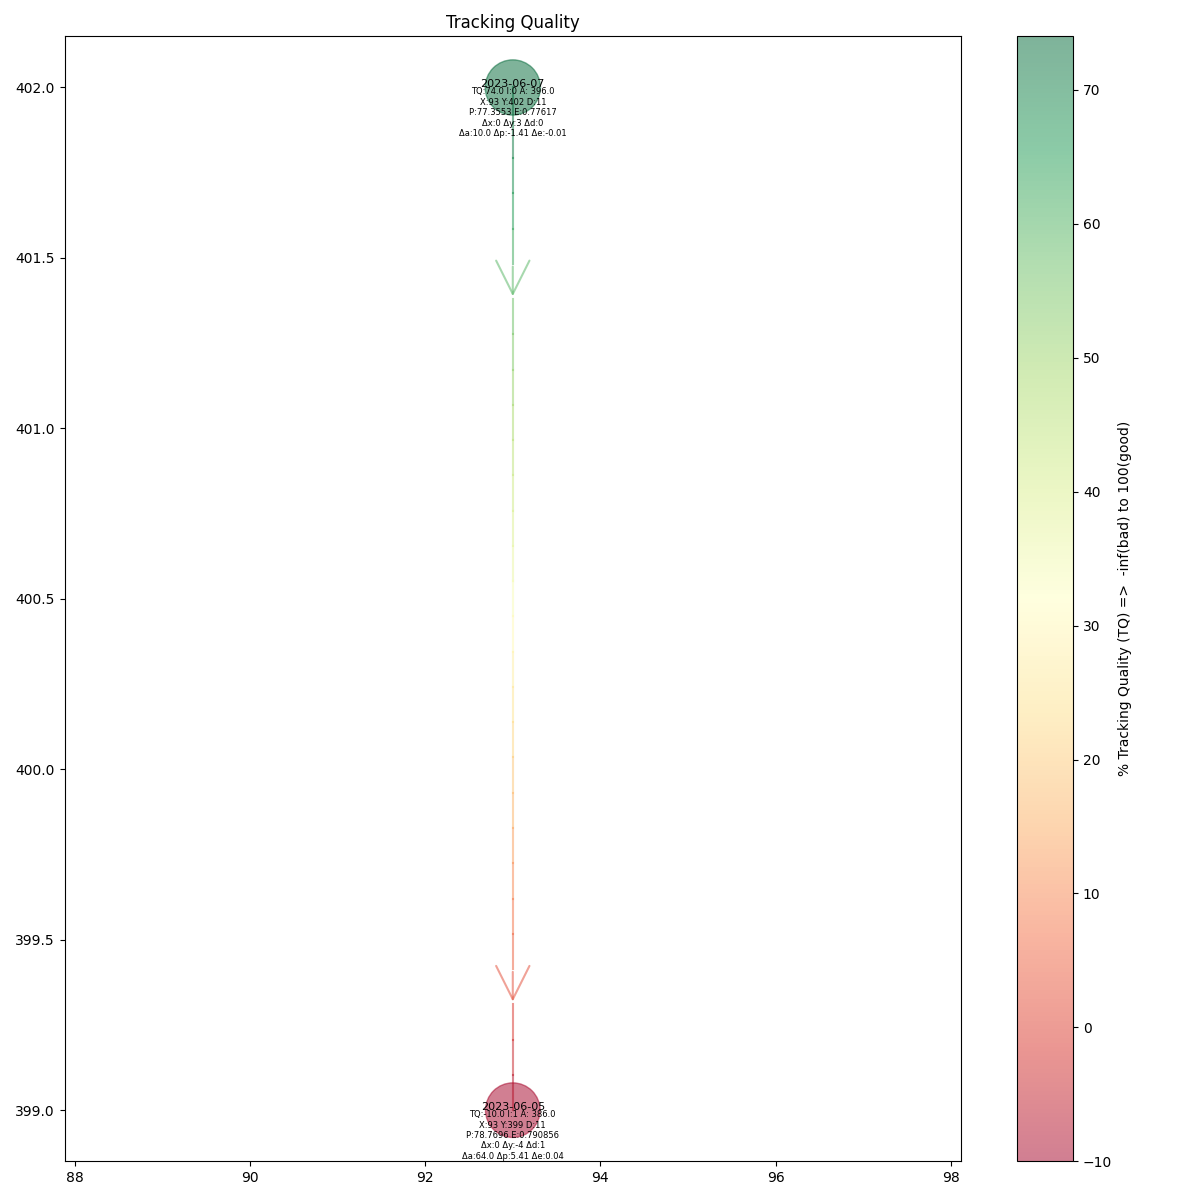 Tracking Quality
402.0
401.5
401.0
400.5
400.0
399.5
399.0
88
90
92
94
96
98
2023-06-07
TQ:74.0 I:0 A: 396.0
X:93 Y:402 D:11
P:77.3553 E:0.77617
Δx:0 Δy:3 Δd:0
Δa:10.0 Δp:-1.41 Δe:-0.01
2023-06-05
TQ:-10.0 I:1 A: 386.0
X:93 Y:399 D:11
P:78.7696 E:0.790856
Δx:0 Δy:-4 Δd:1
Δa:64.0 Δp:5.41 Δe:0.04
70
60
50
40
30
20
10
0
−10
% Tracking Quality (TQ) => -inf(bad) to 100(good)